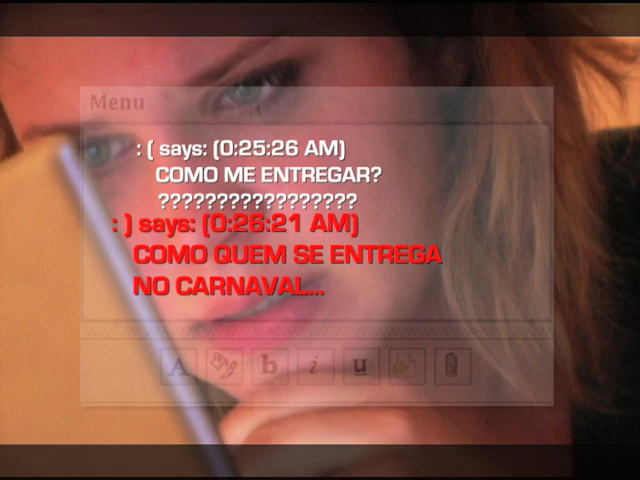 Menu
: ( says: (0:25:26 AM)
COMO ME ENTREGAR?
?????????????????
: ) says: (0:26:21 AM)
COMO QUEM SE ENTREGA
NO CARNAVAL...
A b i u